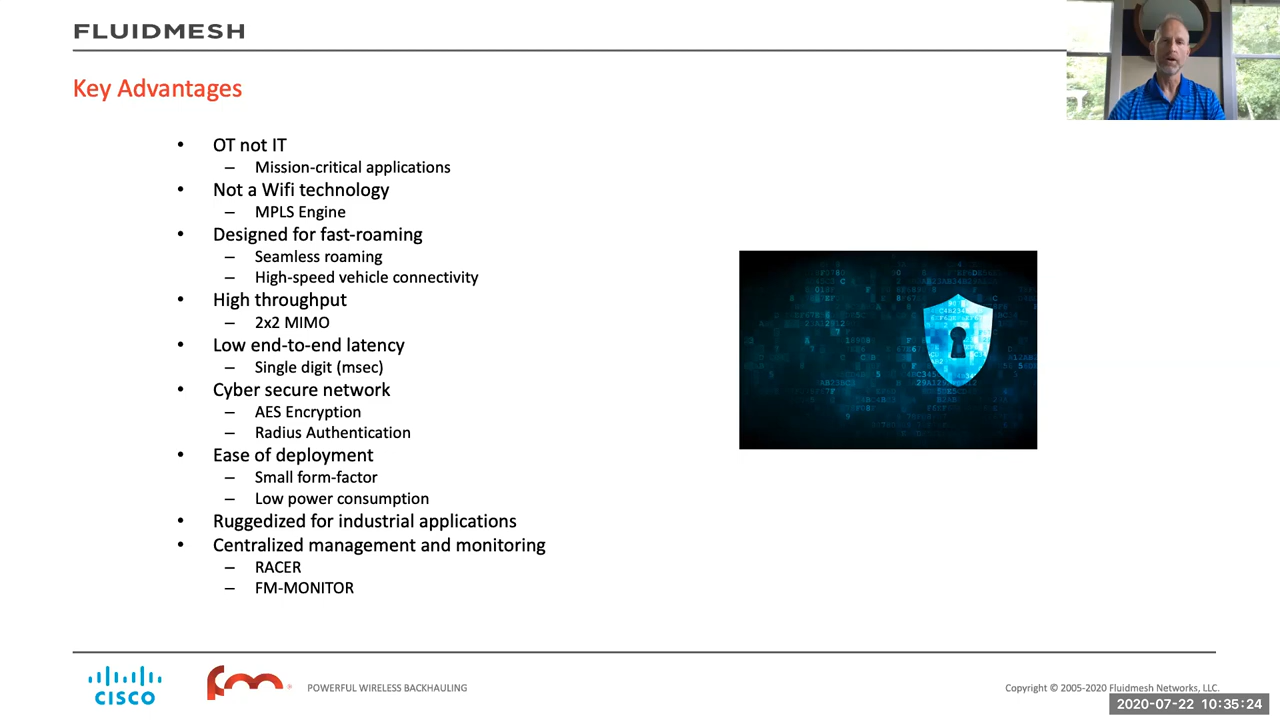 FLUIDMESH
Key Advantages
• OT not IT
– Mission-critical applications
• Not a Wifi technology
– MPLS Engine
• Designed for fast-roaming
– Seamless roaming
– High-speed vehicle connectivity
• High throughput
– 2x2 MIMO
• Low end-to-end latency
– Single digit (msec)
• Cyber secure network
– AES Encryption
– Radius Authentication
• Ease of deployment
– Small form-factor
– Low power consumption
• Ruggedized for industrial applications
• Centralized management and monitoring
– RACER
– FM-MONITOR
CISCO
fm
POWERFUL WIRELESS BACKHAULING
Copyright © 2005-2020 Fluidmesh Networks, LLC.
2020-07-22 10:35:24